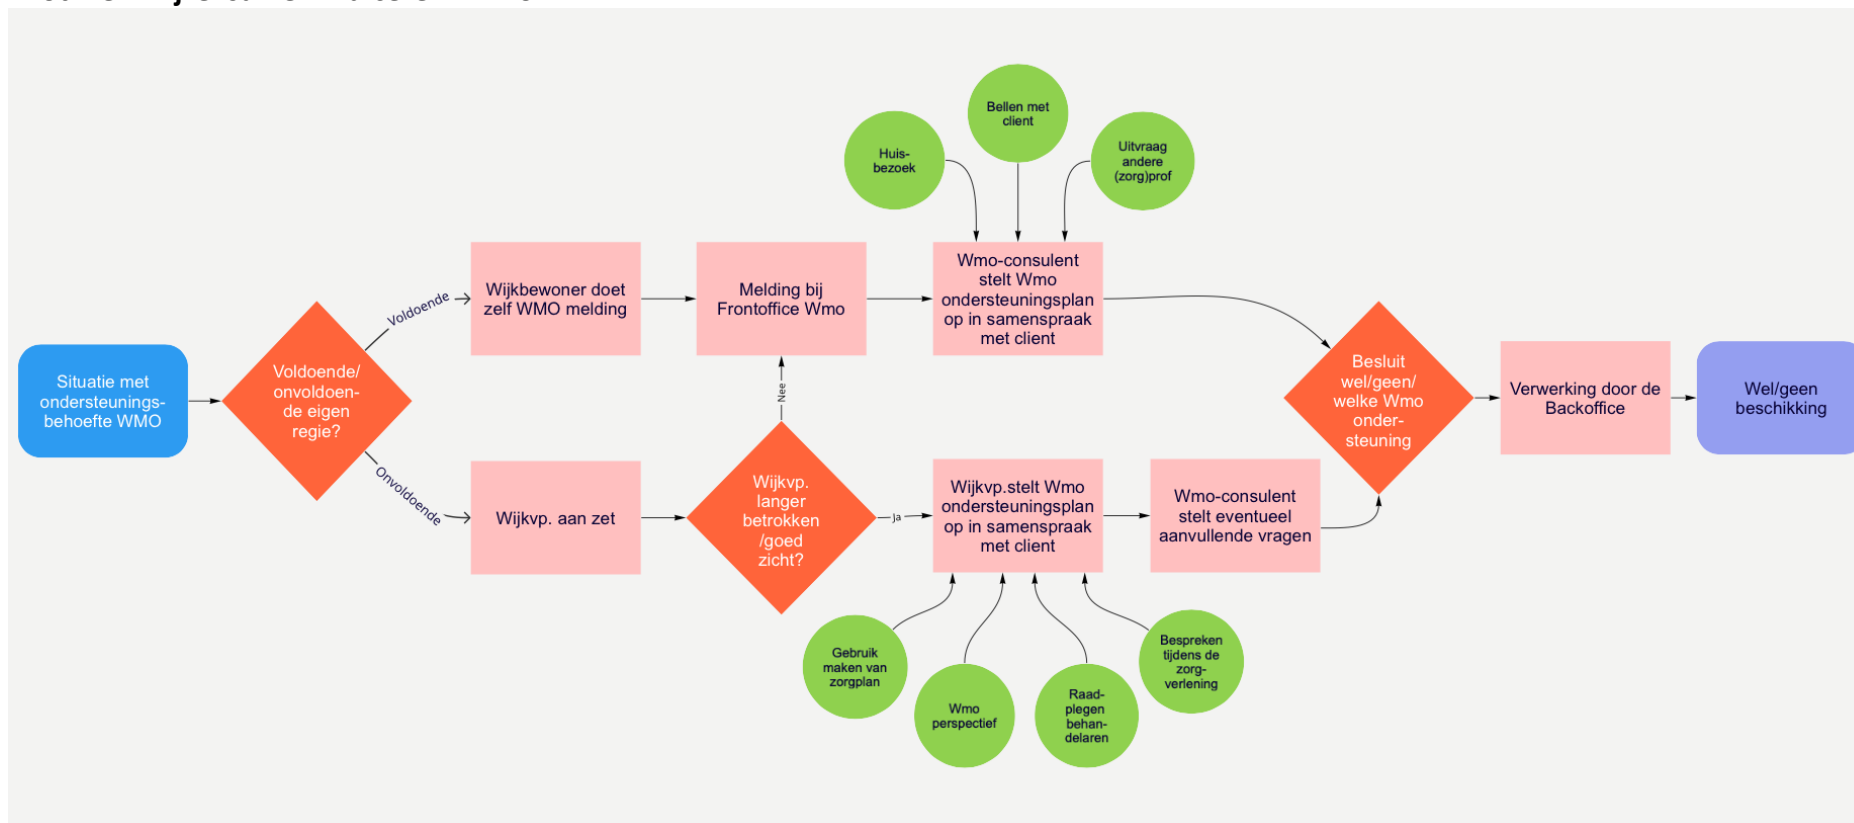 Huis-
bezoek
Bellen met
client
Uitvraag
andere
(zorg)prof
Situatie met
ondersteunings-
behoefte WMO
Voldoende/
onvoldoen-
de eigen
regie?
Voldoende
Wijkbewoner doet
zelf WMO melding
Melding bij
Frontoffice Wmo
Wmo-consulent
stelt Wmo
ondersteuningsplan
op in samenspraak
met client
Onvoldoende
Wijkvp. aan zet
Nee
Wijkvp.
langer
betrokken
/goed
zicht?
Ja
Wijkvp.stelt Wmo
ondersteuningsplan
op in samenspraak
met client
Wmo-consulent
stelt eventueel
aanvullende vragen
Besluit
wel/geen/
welke Wmo
onder-
steuning
Verwerking door de
Backoffice
Wel/geen
beschikking
Gebruik
maken van
zorgplan
Wmo
perspectief
Raad-
plegen
behan-
delaren
Bespreken
tijdens de
zorg-
verlening